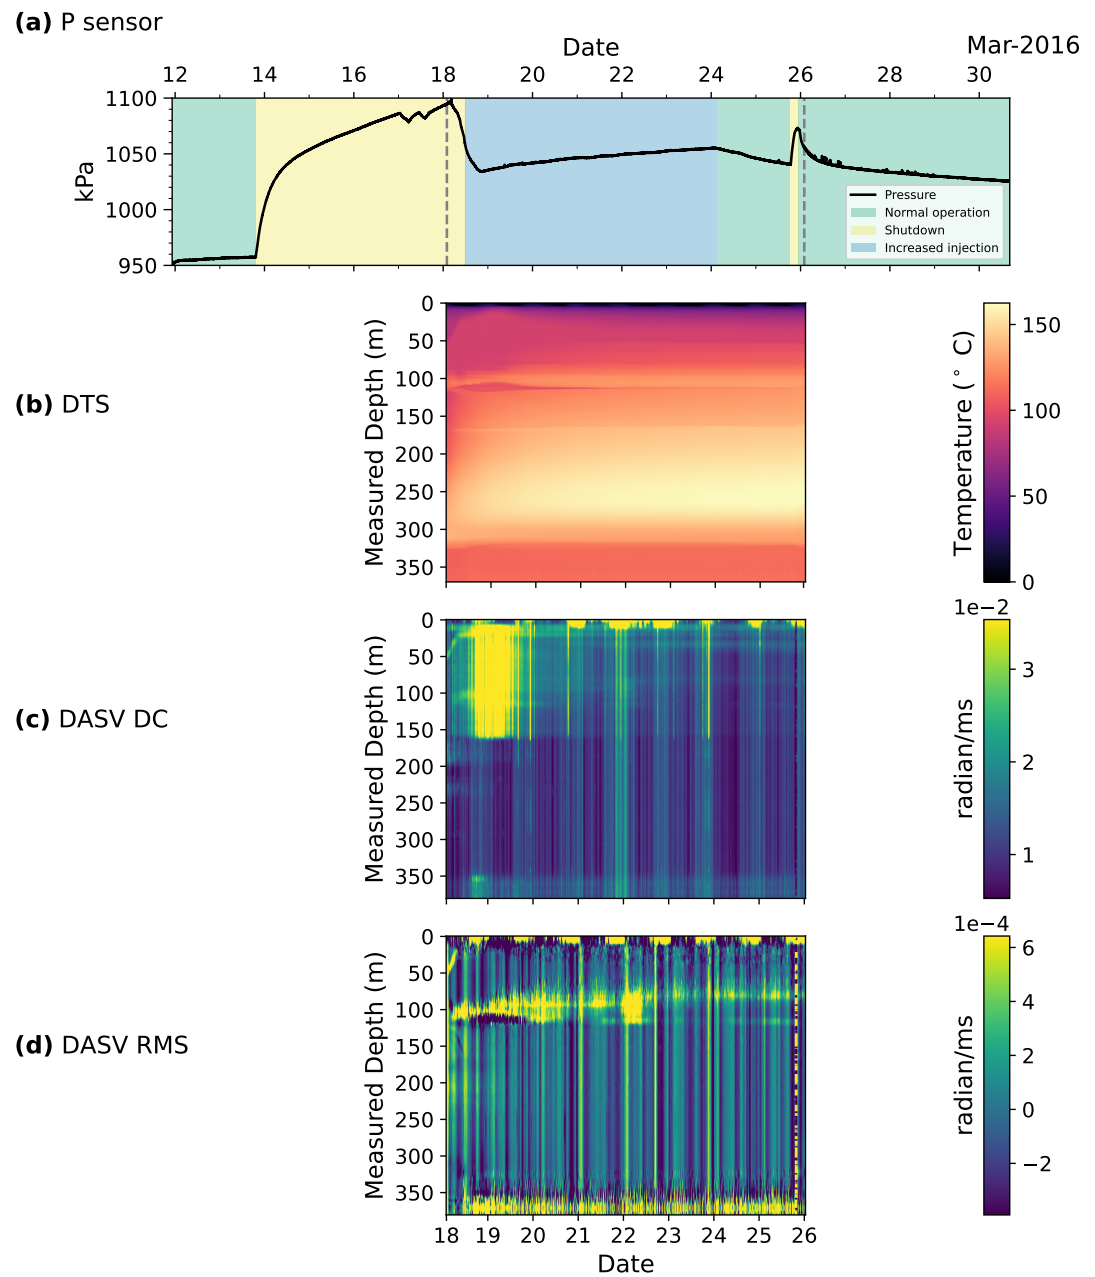 (a) P sensor
Date
Mar-2016
12 14 16 18 20 22 24 26 28 30
1100
1050
1000
950
kPa
Pressure
Normal operation
Shutdown
Increased injection
(b) DTS
Measured Depth (m)
0
50
100
150
200
250
300
350
Temperature (° C)
150
100
50
0
(c) DASV DC
Measured Depth (m)
0
50
100
150
200
250
300
350
1e−2
radian/ms
3
2
1
(d) DASV RMS
Measured Depth (m)
0
50
100
150
200
250
300
350
18 19 20 21 22 23 24 25 26
Date
1e−4
radian/ms
6
4
2
0
−2